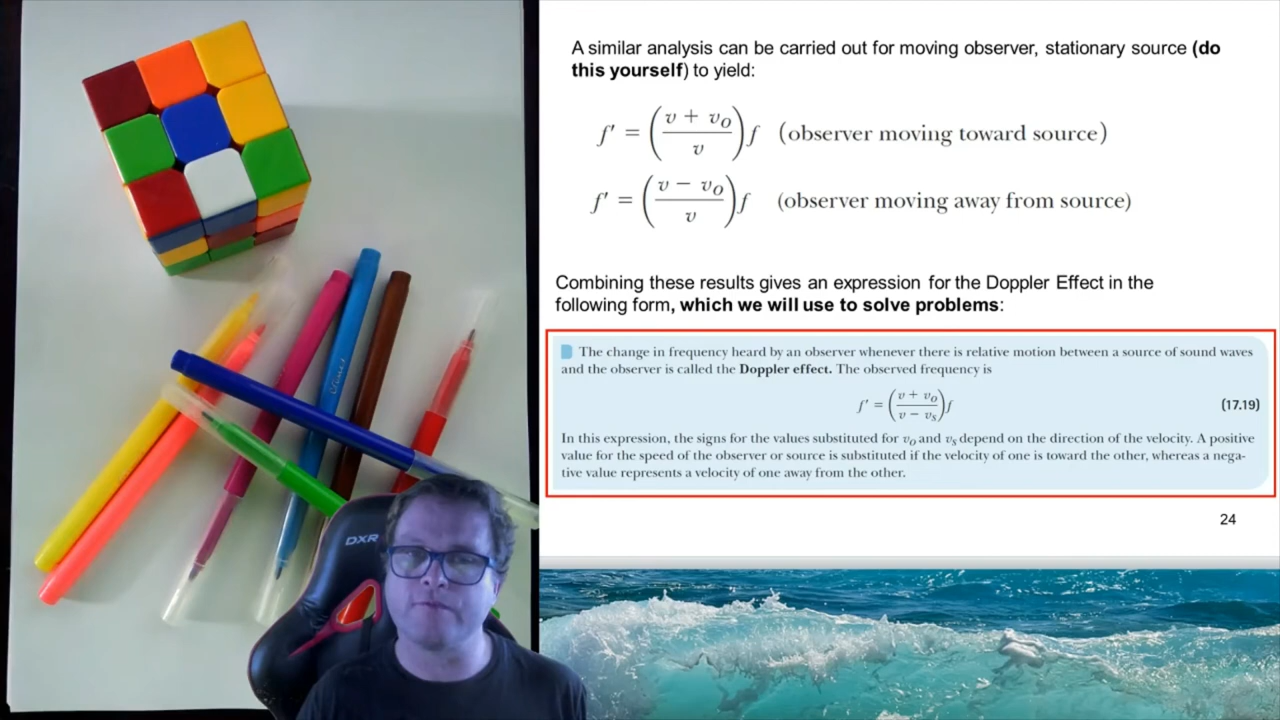 A similar analysis can be carried out for moving observer, stationary source (do
this yourself) to yield:
f′ = ((v + v_O)/v) f (observer moving toward source)
f′ = ((v − v_O)/v) f (observer moving away from source)
Combining these results gives an expression for the Doppler Effect in the
following form, which we will use to solve problems:
The change in frequency heard by an observer whenever there is relative motion between a source of sound waves
and the observer is called the Doppler effect. The observed frequency is
f′ = ((v + v_O)/(v − v_S)) f (17.19)
In this expression, the signs for the values substituted for v_O and v_S depend on the direction of the velocity. A positive
value for the speed of the observer or source is substituted if the velocity of one is toward the other, whereas a nega-
tive value represents a velocity of one away from the other.
24
DXR